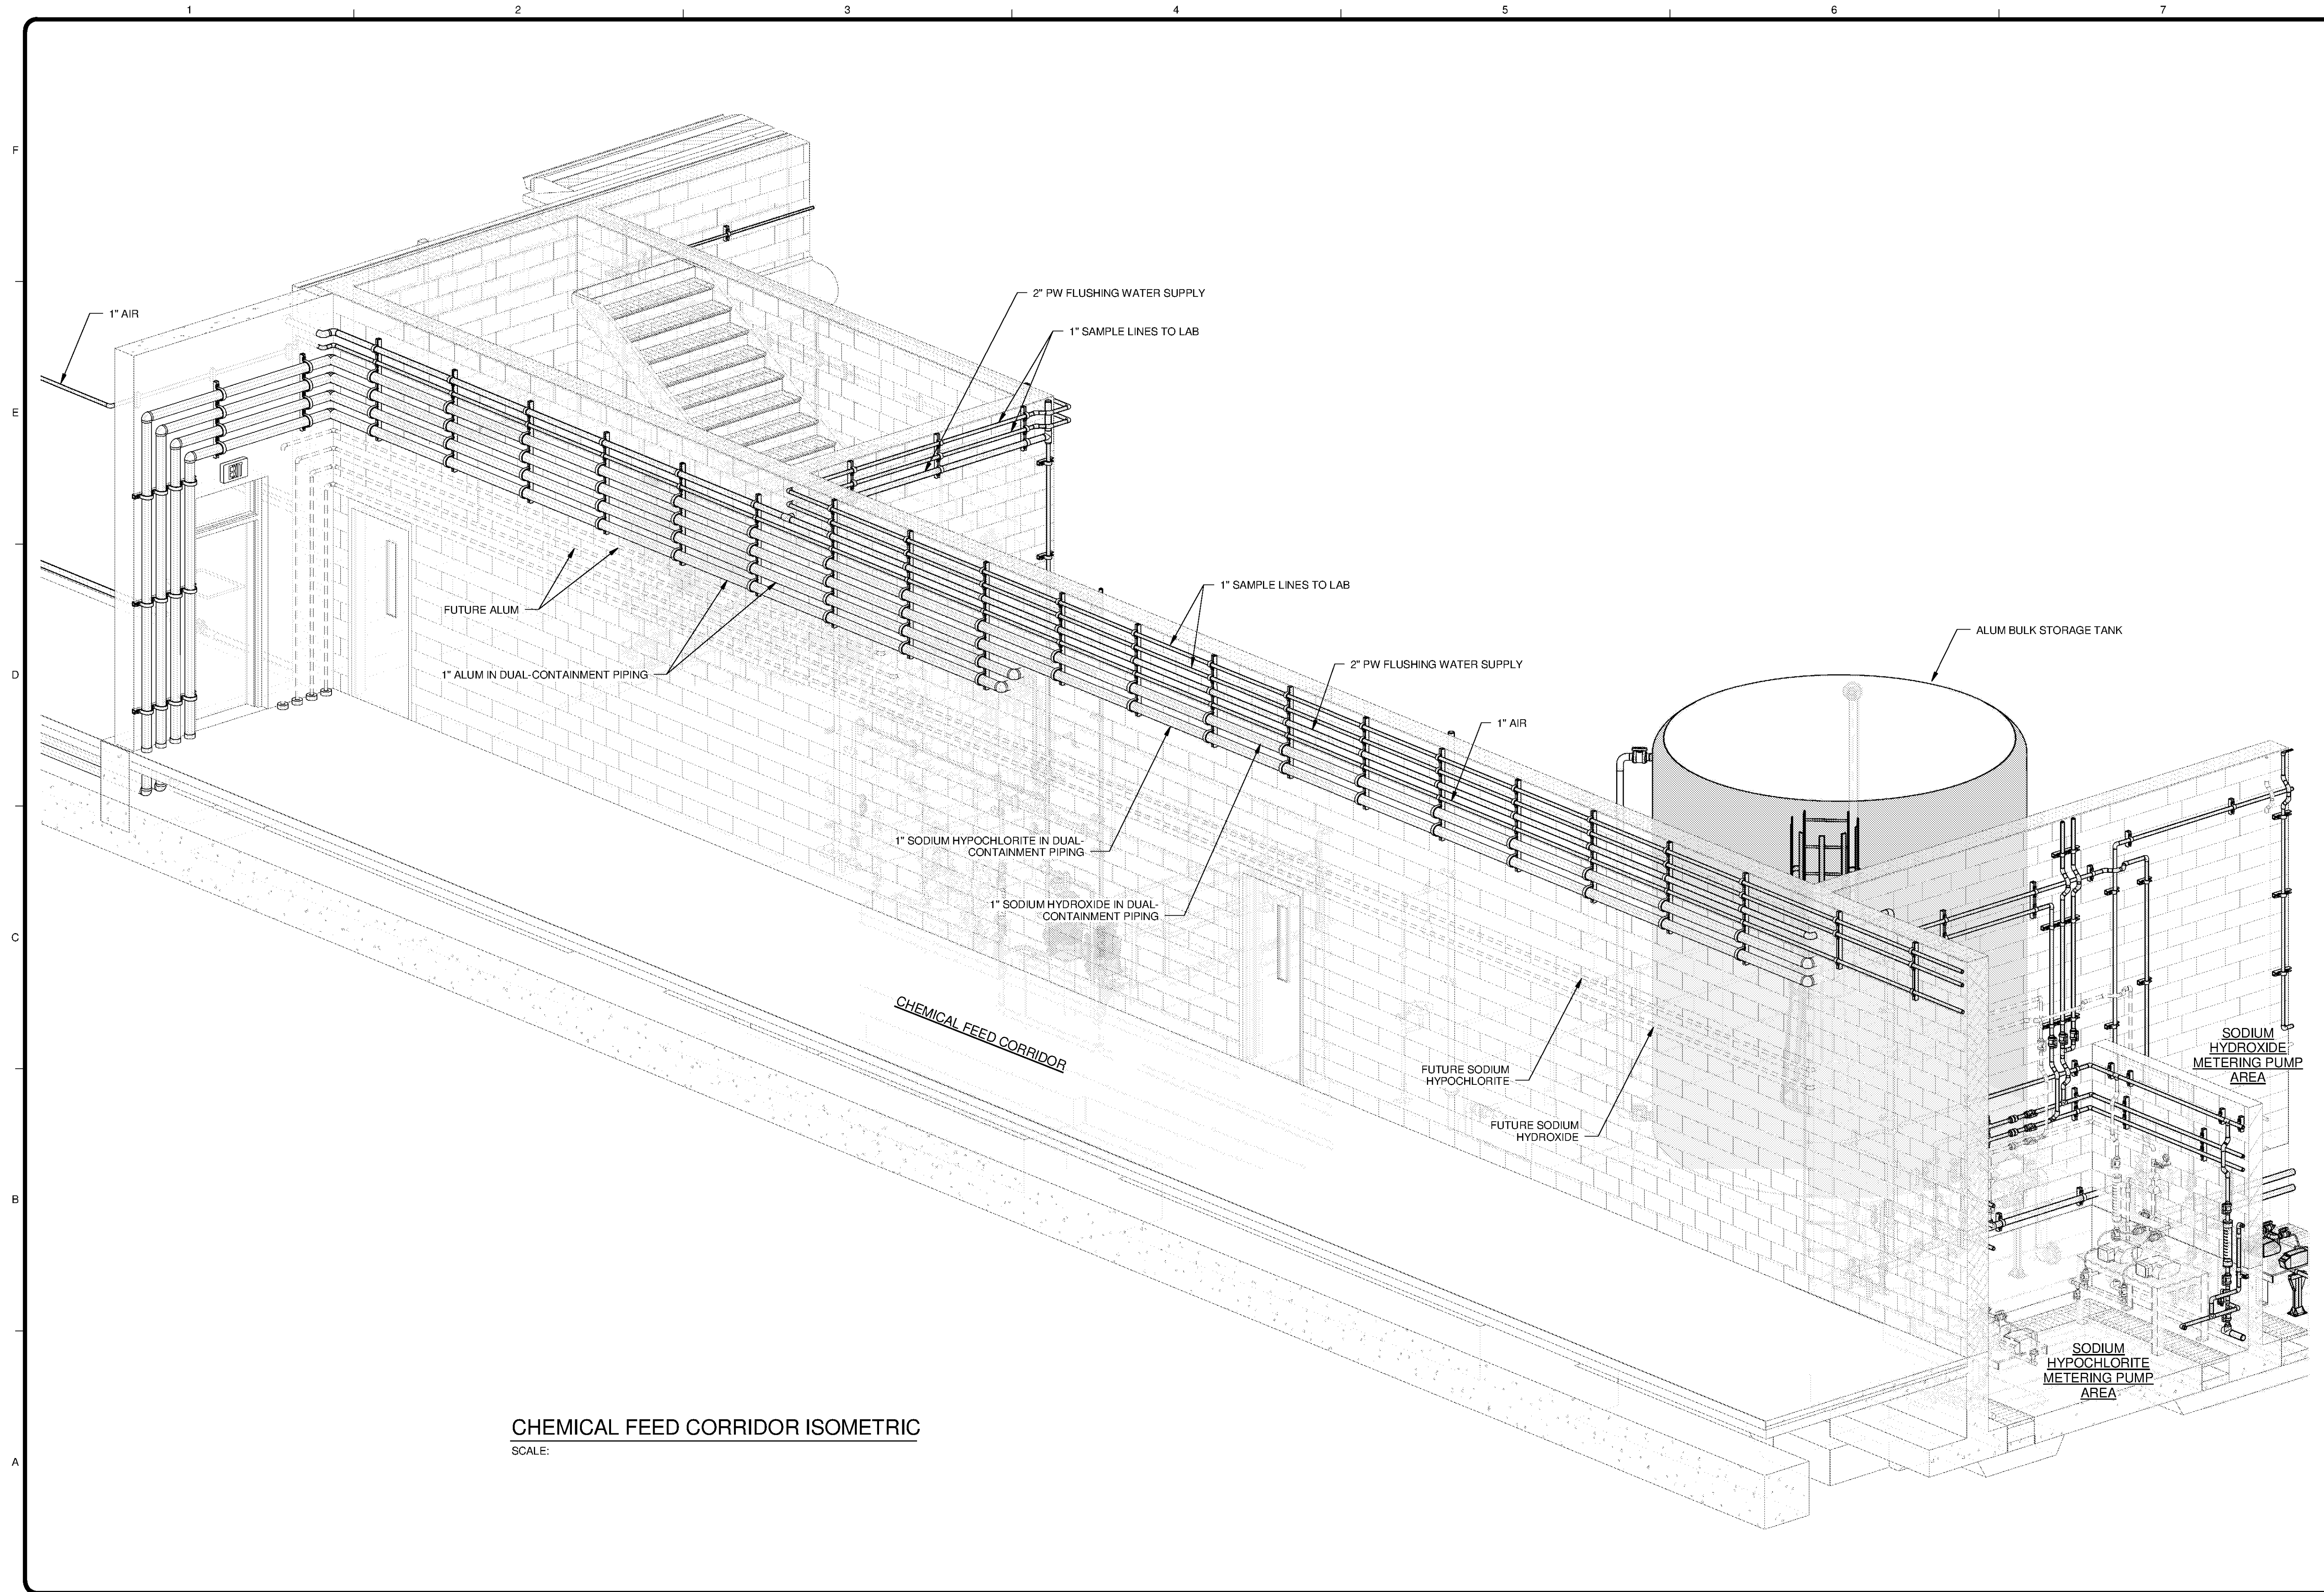 1 2 3 4 5 6 7
F
2" PW FLUSHING WATER SUPPLY
1" AIR
1" SAMPLE LINES TO LAB
E
EXIT
1" SAMPLE LINES TO LAB
FUTURE ALUM
ALUM BULK STORAGE TANK
2" PW FLUSHING WATER SUPPLY
D
1" ALUM IN DUAL-CONTAINMENT PIPING
1" AIR
1" SODIUM HYPOCHLORITE IN DUAL-
CONTAINMENT PIPING
1" SODIUM HYDROXIDE IN DUAL-
CONTAINMENT PIPING
C
CHEMICAL FEED CORRIDOR
SODIUM
HYDROXIDE
METERING PUMP
AREA
FUTURE SODIUM
HYPOCHLORITE
FUTURE SODIUM
HYDROXIDE
B
SODIUM
HYPOCHLORITE
METERING PUMP
AREA
CHEMICAL FEED CORRIDOR ISOMETRIC
SCALE:
A